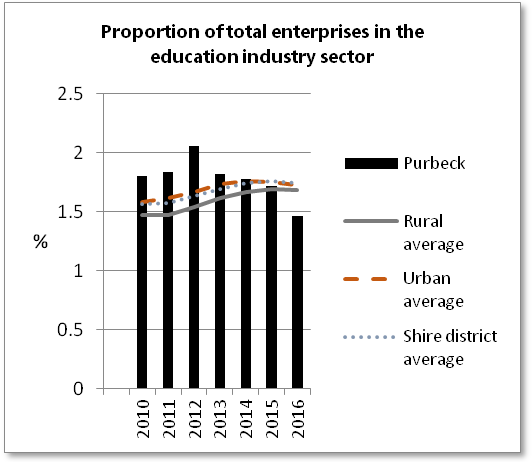 Proportion of total enterprises in the
education industry sector
2.5
2
1.5
1
0.5
0
%
2010
2011
2012
2013
2014
2015
2016
Purbeck
Rural
average
Urban
average
Shire district
average